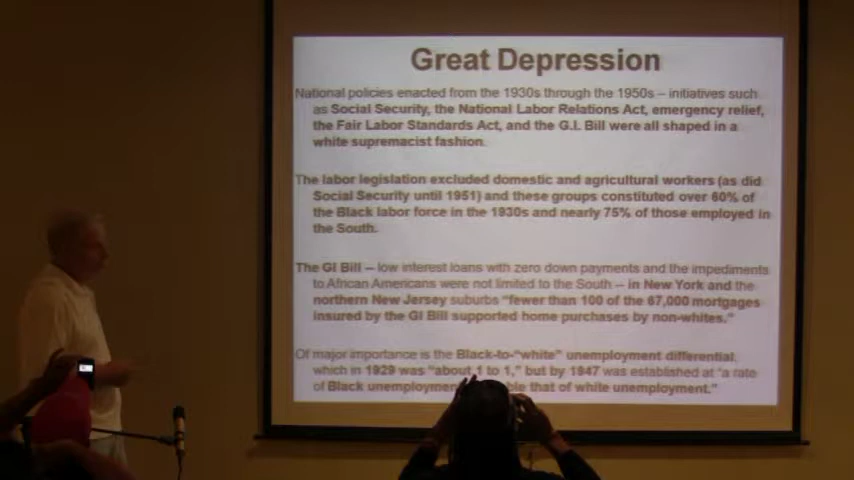 Great Depression
National policies enacted from the 1930s through the 1950s – initiatives such
as Social Security, the National Labor Relations Act, emergency relief,
the Fair Labor Standards Act, and the G.I. Bill were all shaped in a
white supremacist fashion.
The labor legislation excluded domestic and agricultural workers (as did
Social Security until 1951) and these groups constituted over 60% of
the Black labor force in the 1930s and nearly 75% of those employed in
the South.
The GI Bill – low interest loans with zero down payments and the impediments
to African Americans were not limited to the South – in New York and the
northern New Jersey suburbs "fewer than 100 of the 67,000 mortgages
insured by the GI Bill supported home purchases by non-whites."
Of major importance is the Black-to-"white" unemployment differential,
which in 1929 was "about 1 to 1," but by 1947 was established at "a rate
of Black unemploymen that of white unemployment."